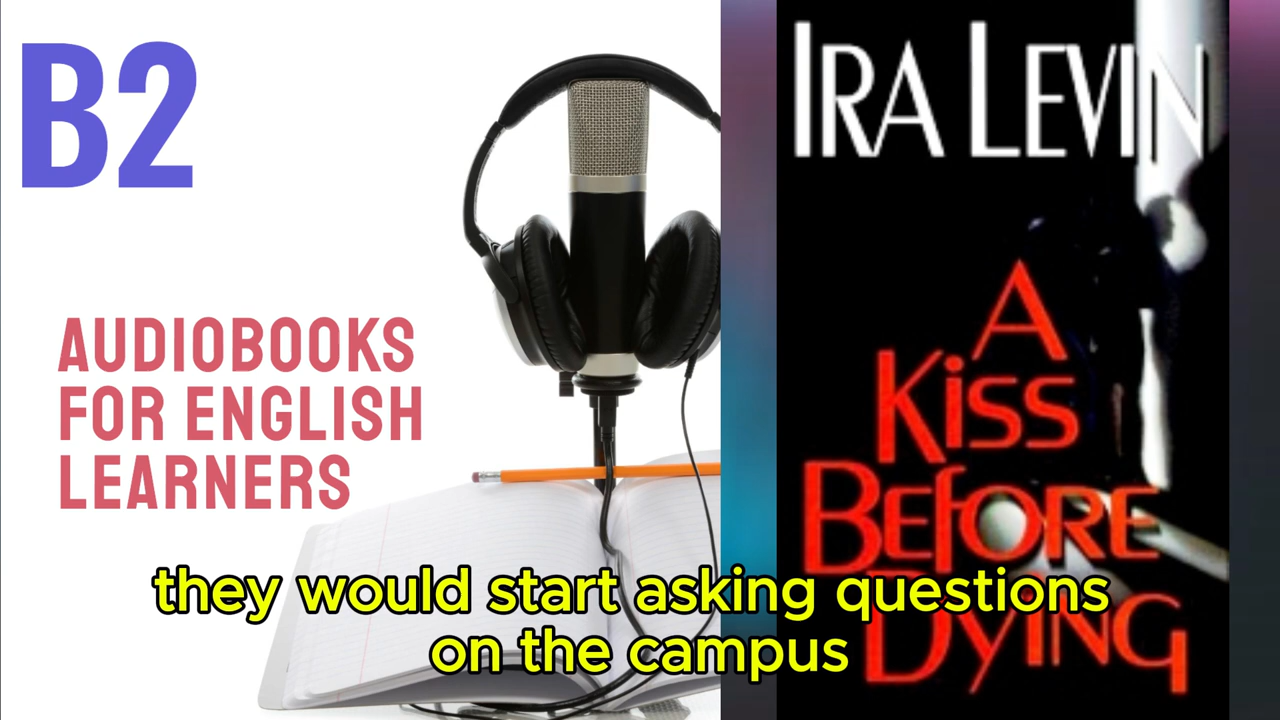 B2
AUDIOBOOKS
FOR ENGLISH
LEARNERS
IRA LEVIN
A
KISS
BEFORE
DYING
they would start asking questions
on the campus